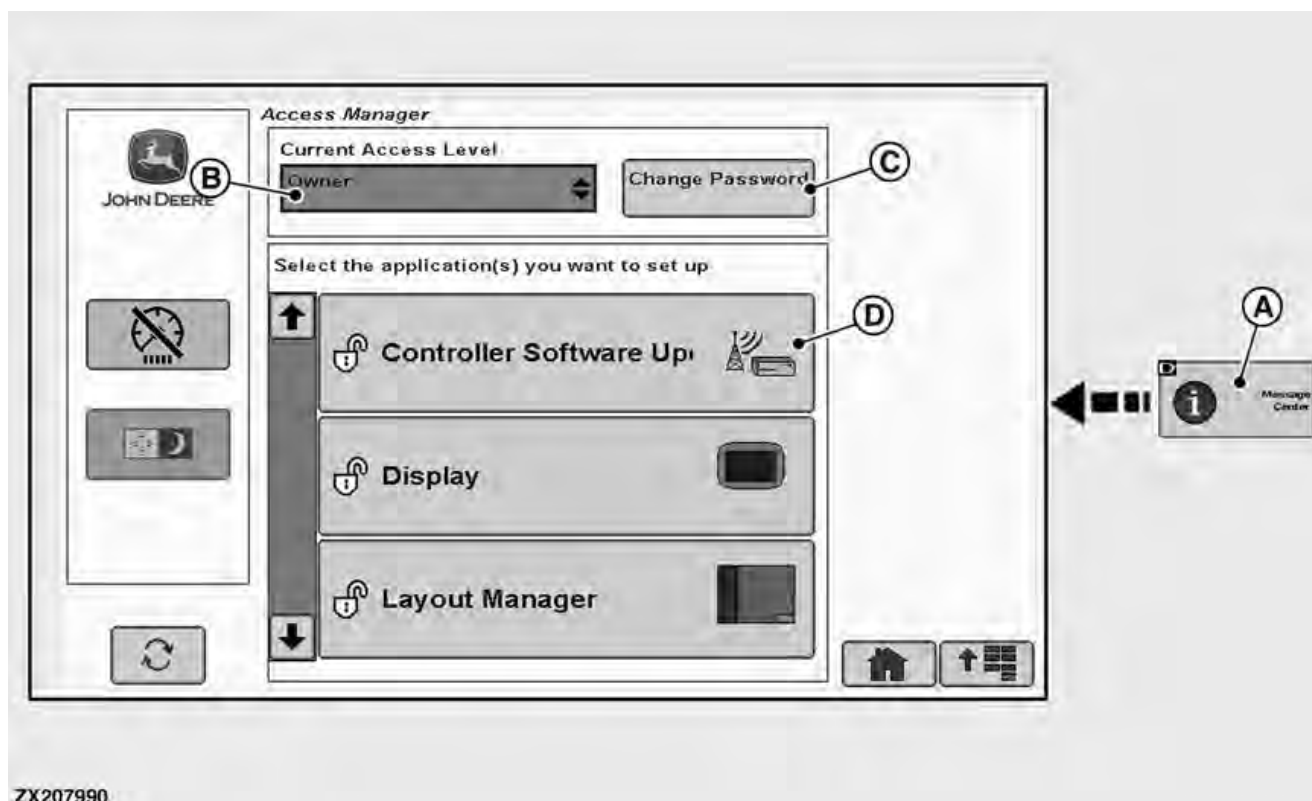 Access Manager
Current Access Level
Owner
Change Password
JOHN DEERE
Select the application(s) you want to set up
Controller Software Up
Display
Layout Manager
Message
Center
A
B
C
D
ZX207990